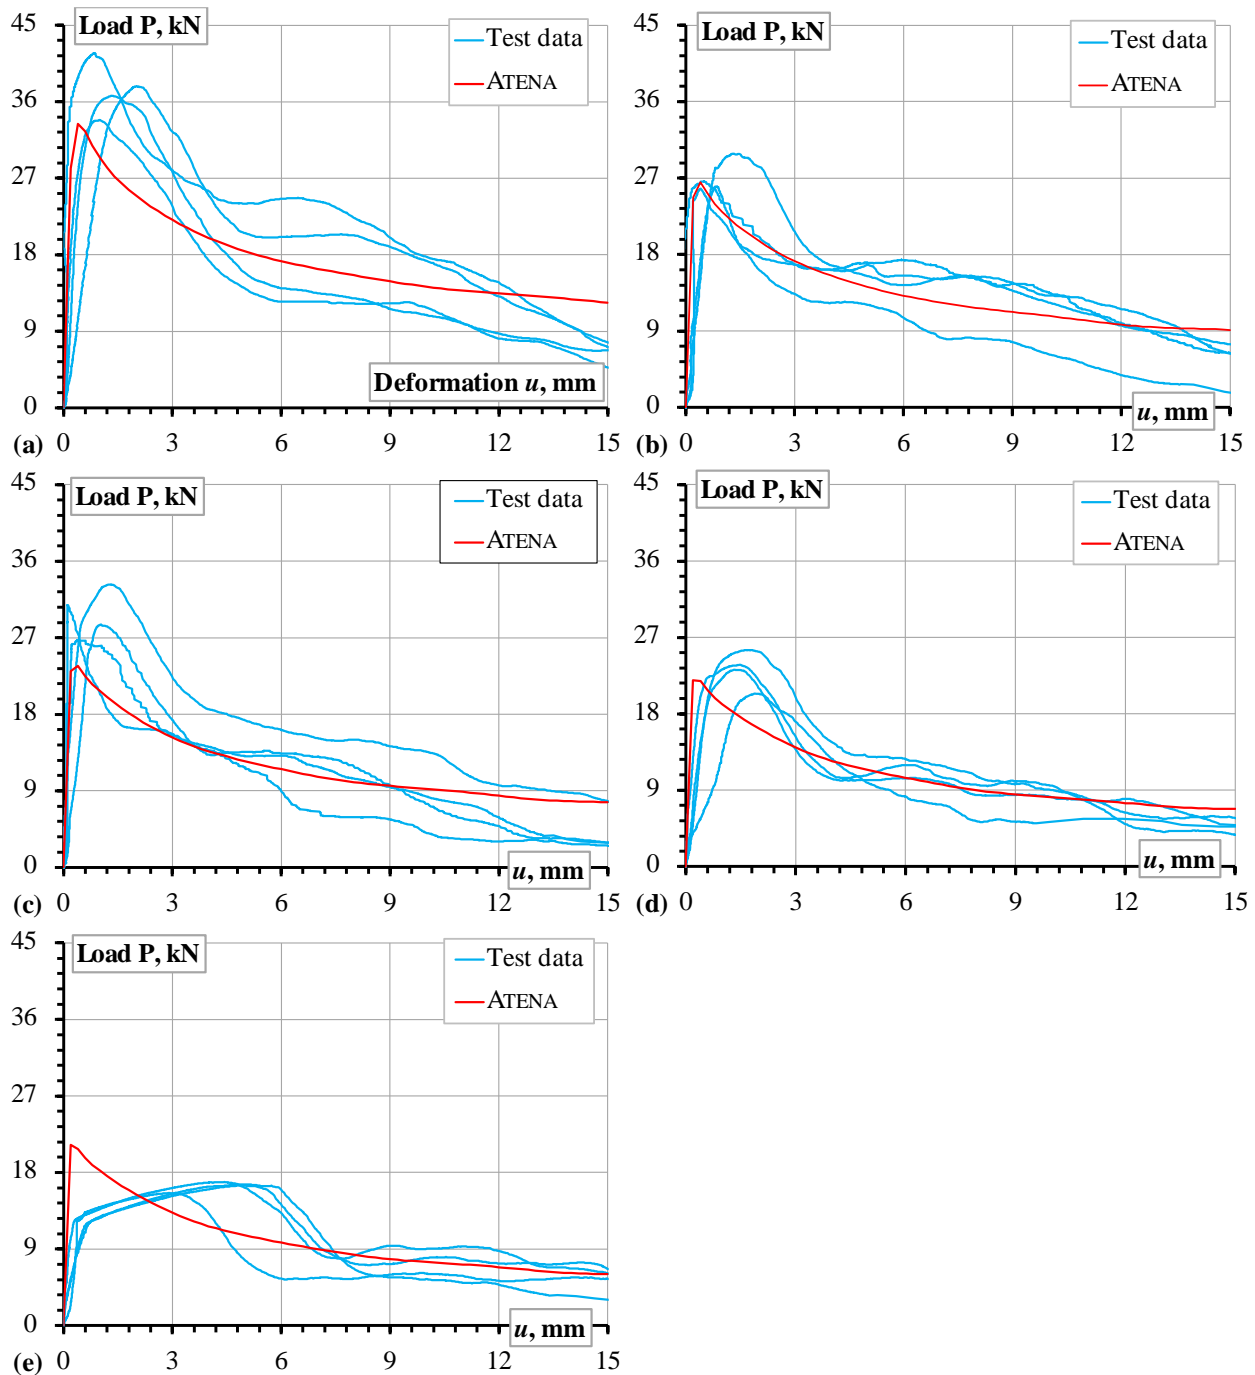 Load P, kN
Test data
ATENA
45
36
27
18
9
0
Deformation u, mm
(a) 0 3 6 9 12 15
Load P, kN
Test data
ATENA
45
36
27
18
9
0
u, mm
(b) 0 3 6 9 12 15
Load P, kN
Test data
ATENA
45
36
27
18
9
0
u, mm
(c) 0 3 6 9 12 15
Load P, kN
Test data
ATENA
45
36
27
18
9
0
u, mm
(d) 0 3 6 9 12 15
Load P, kN
Test data
ATENA
45
36
27
18
9
0
u, mm
(e) 0 3 6 9 12 15